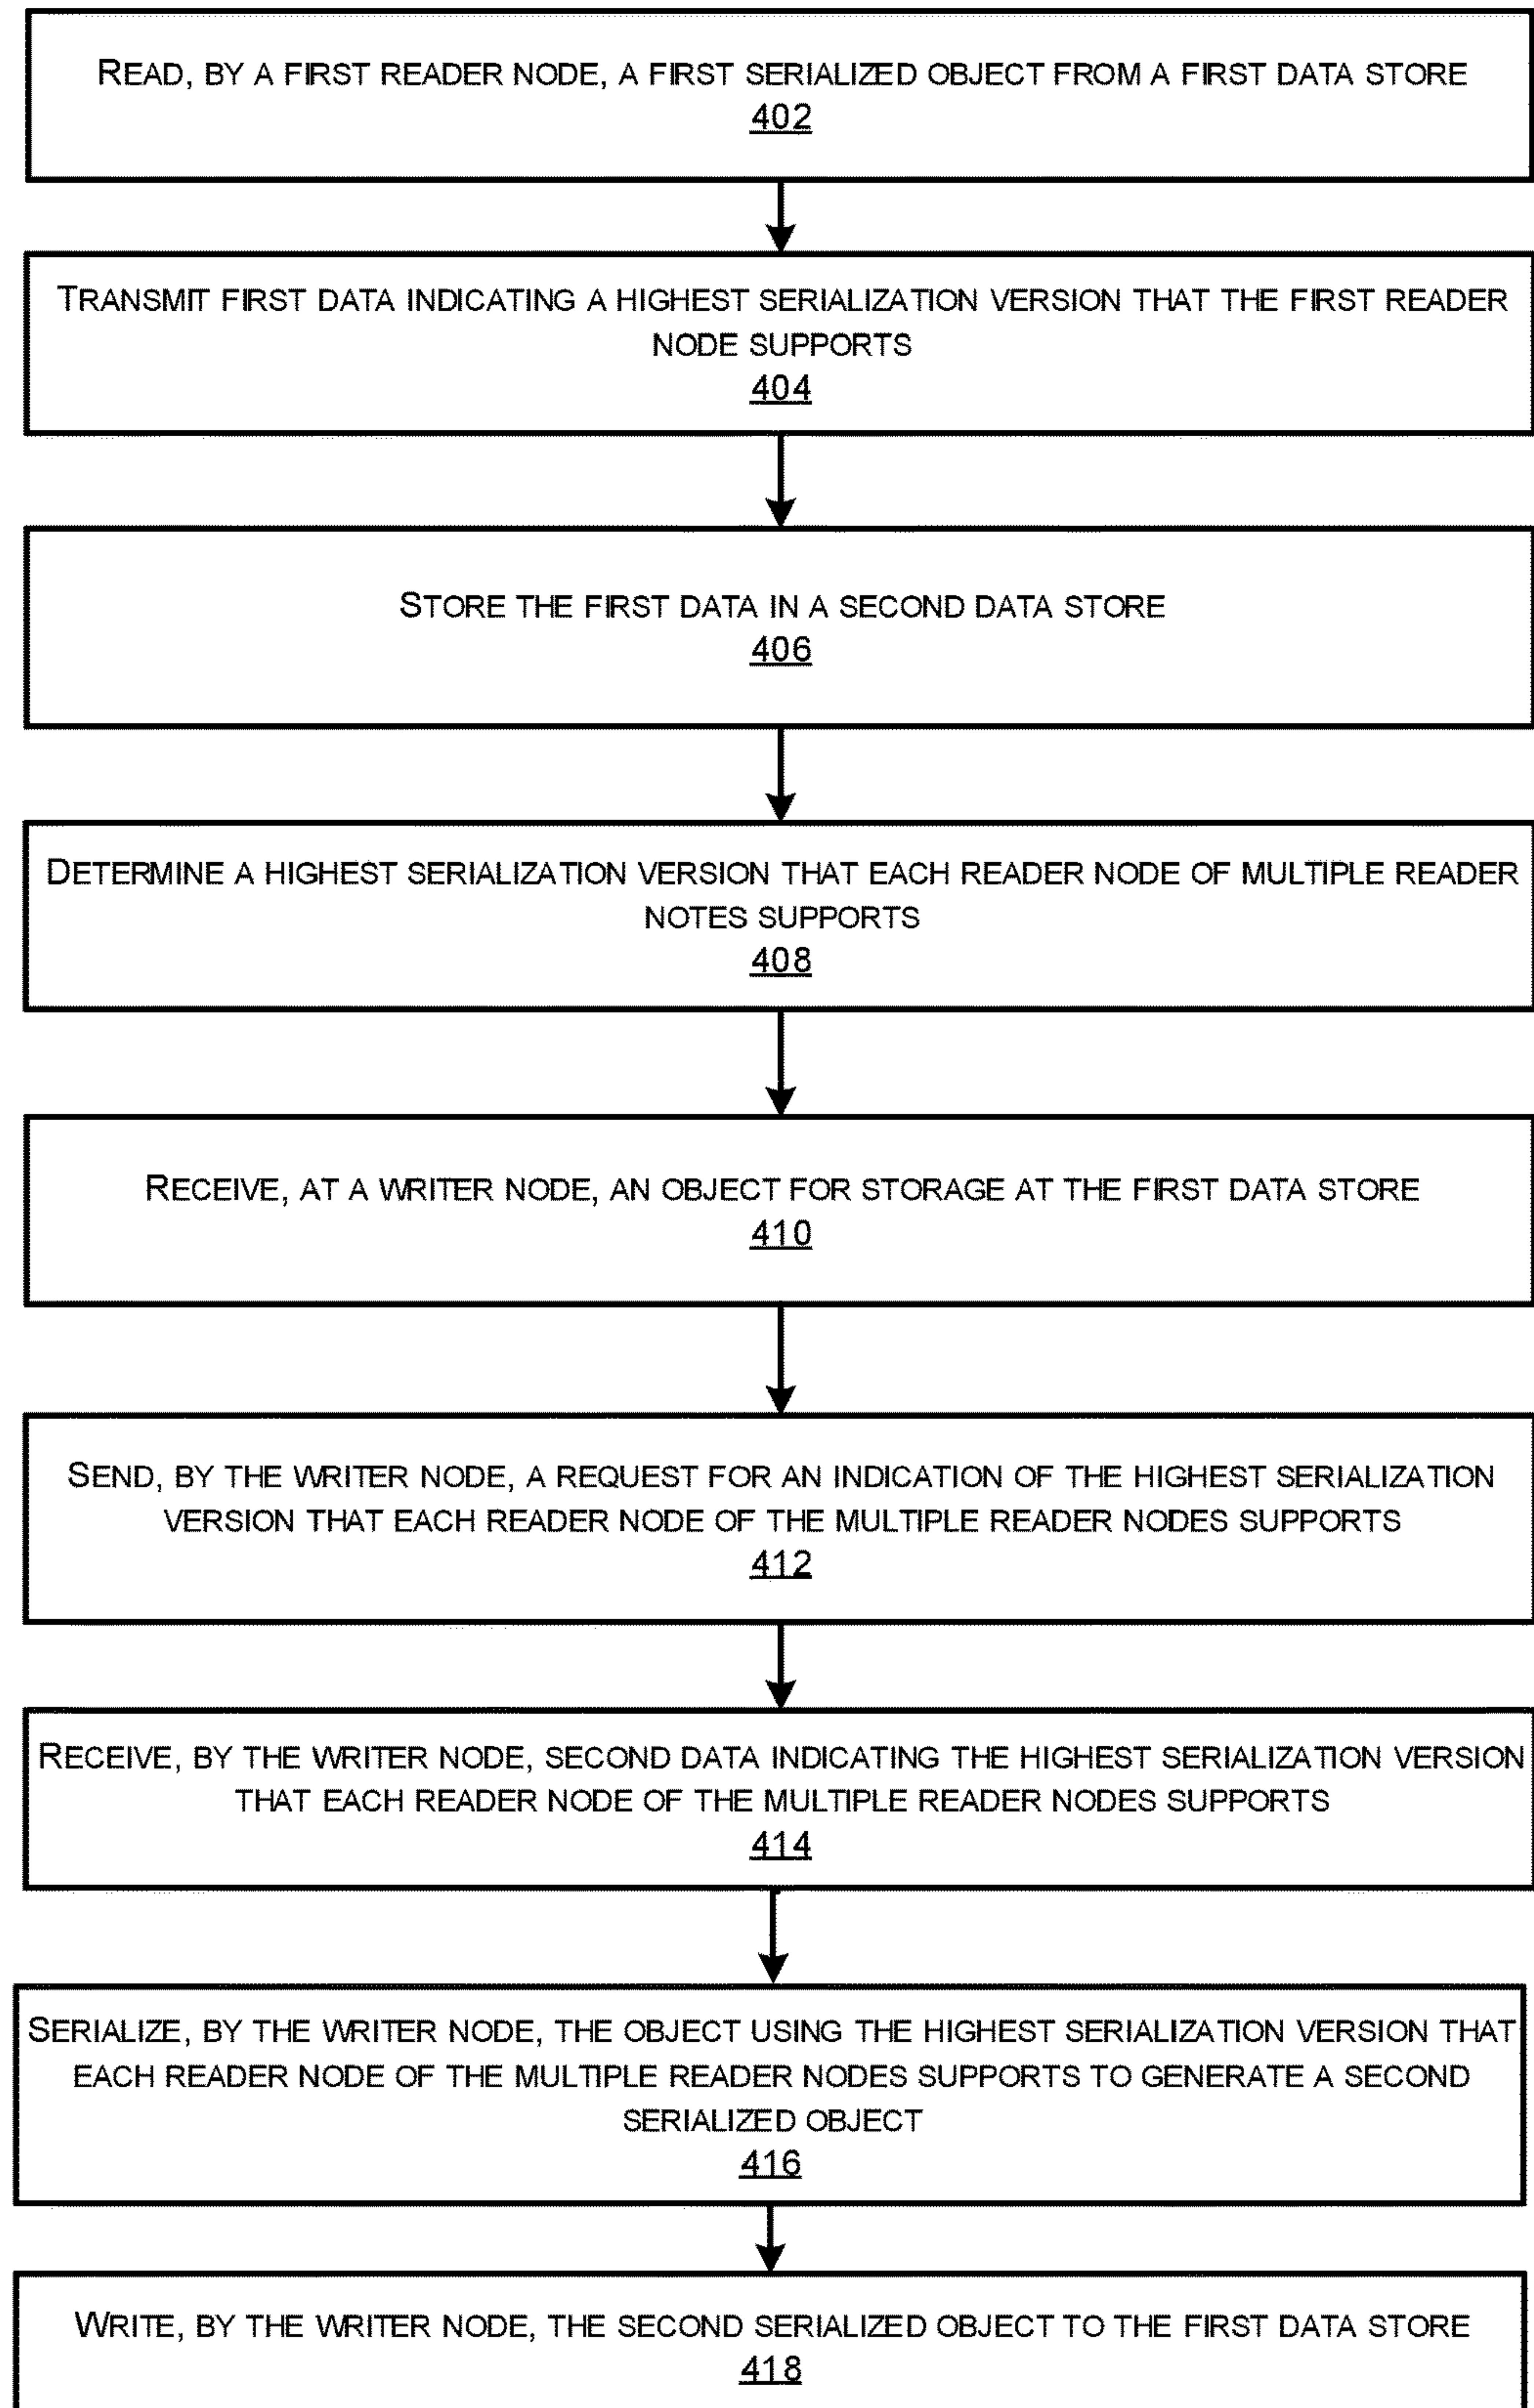 READ, BY A FIRST READER NODE, A FIRST SERIALIZED OBJECT FROM A FIRST DATA STORE
402
TRANSMIT FIRST DATA INDICATING A HIGHEST SERIALIZATION VERSION THAT THE FIRST READER
NODE SUPPORTS
404
STORE THE FIRST DATA IN A SECOND DATA STORE
406
DETERMINE A HIGHEST SERIALIZATION VERSION THAT EACH READER NODE OF MULTIPLE READER
NOTES SUPPORTS
408
RECEIVE, AT A WRITER NODE, AN OBJECT FOR STORAGE AT THE FIRST DATA STORE
410
SEND, BY THE WRITER NODE, A REQUEST FOR AN INDICATION OF THE HIGHEST SERIALIZATION
VERSION THAT EACH READER NODE OF THE MULTIPLE READER NODES SUPPORTS
412
RECEIVE, BY THE WRITER NODE, SECOND DATA INDICATING THE HIGHEST SERIALIZATION VERSION
THAT EACH READER NODE OF THE MULTIPLE READER NODES SUPPORTS
414
SERIALIZE, BY THE WRITER NODE, THE OBJECT USING THE HIGHEST SERIALIZATION VERSION THAT
EACH READER NODE OF THE MULTIPLE READER NODES SUPPORTS TO GENERATE A SECOND
SERIALIZED OBJECT
416
WRITE, BY THE WRITER NODE, THE SECOND SERIALIZED OBJECT TO THE FIRST DATA STORE
418